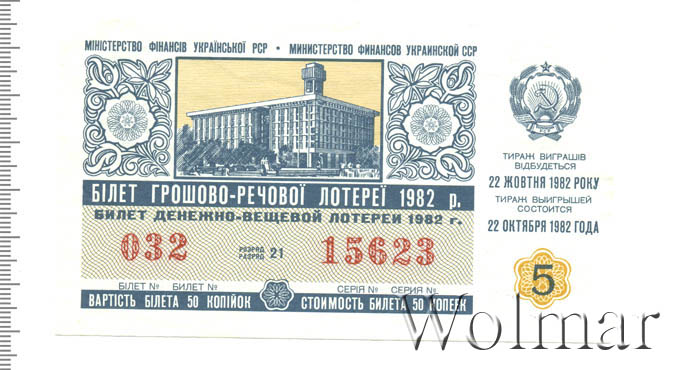 МІНІСТЕРСТВО ФІНАНСІВ УКРАЇНСЬКОЇ РСР • МИНИСТЕРСТВО ФИНАНСОВ УКРАИНСКОЙ ССР
БІЛЕТ ГРОШОВО-РЕЧОВОЇ ЛОТЕРЕЇ 1982 р.
БИЛЕТ ДЕНЕЖНО-ВЕЩЕВОЙ ЛОТЕРЕИ 1982 г.
032 РОЗРЯД 21 15623
РАЗРЯД
БІЛЕТ № БИЛЕТ № СЕРІЯ № СЕРИЯ №
ВАРТІСТЬ БІЛЕТА 50 КОПІЙОК СТОИМОСТЬ БИЛЕТА 50 КОПЕЕК
ТИРАЖ ВИГРАШІВ
ВІДБУДЕТЬСЯ
22 ЖОВТНЯ 1982 РОКУ
ТИРАЖ ВЫИГРЫШЕЙ
СОСТОИТСЯ
22 ОКТЯБРЯ 1982 ГОДА
5
Wolmar